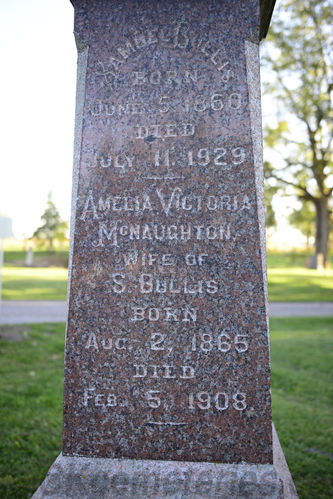 Samuel Bullis
Born
June 5 1860
Died
July 11 1929
Amelia Victoria
McNaughton
Wife of
S. Bullis
Born
Aug. 2, 1865
Died
Feb. 5, 1908